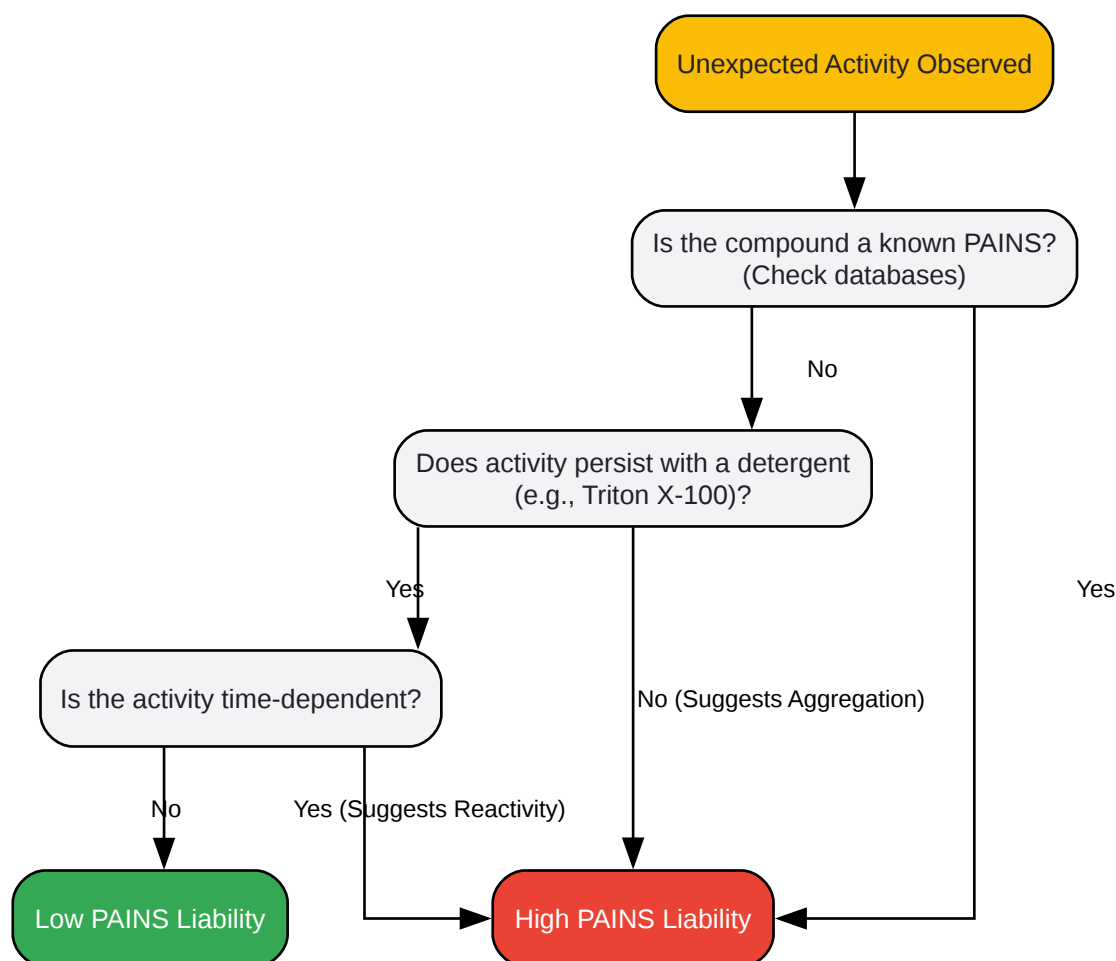 Unexpected Activity Observed
Is the compound a known PAINS?
(Check databases)
No
Does activity persist with a detergent
(e.g., Triton X-100)?
Yes
Yes
Is the activity time-dependent?
No (Suggests Aggregation)
No
Yes (Suggests Reactivity)
Low PAINS Liability
High PAINS Liability